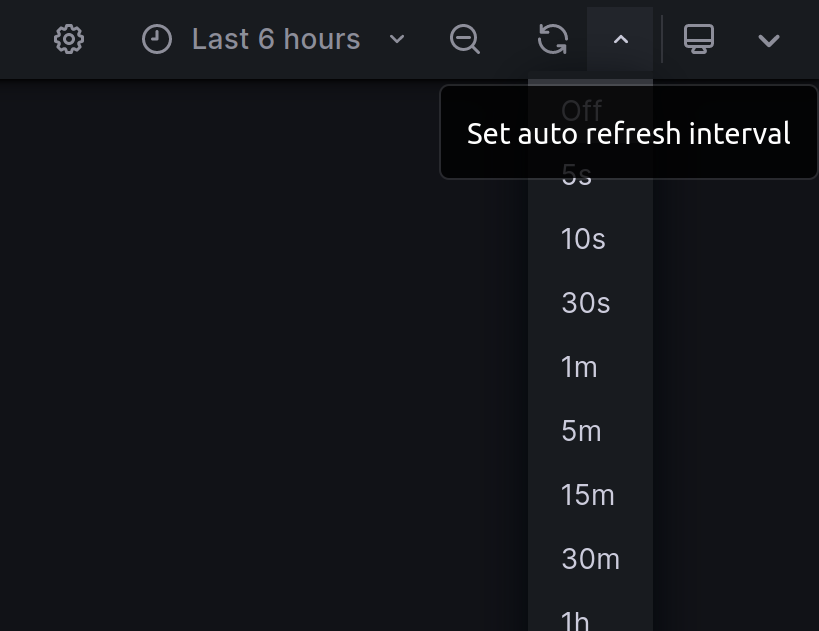 Last 6 hours
Off
Set auto refresh interval
5s
10s
30s
1m
5m
15m
30m
1h